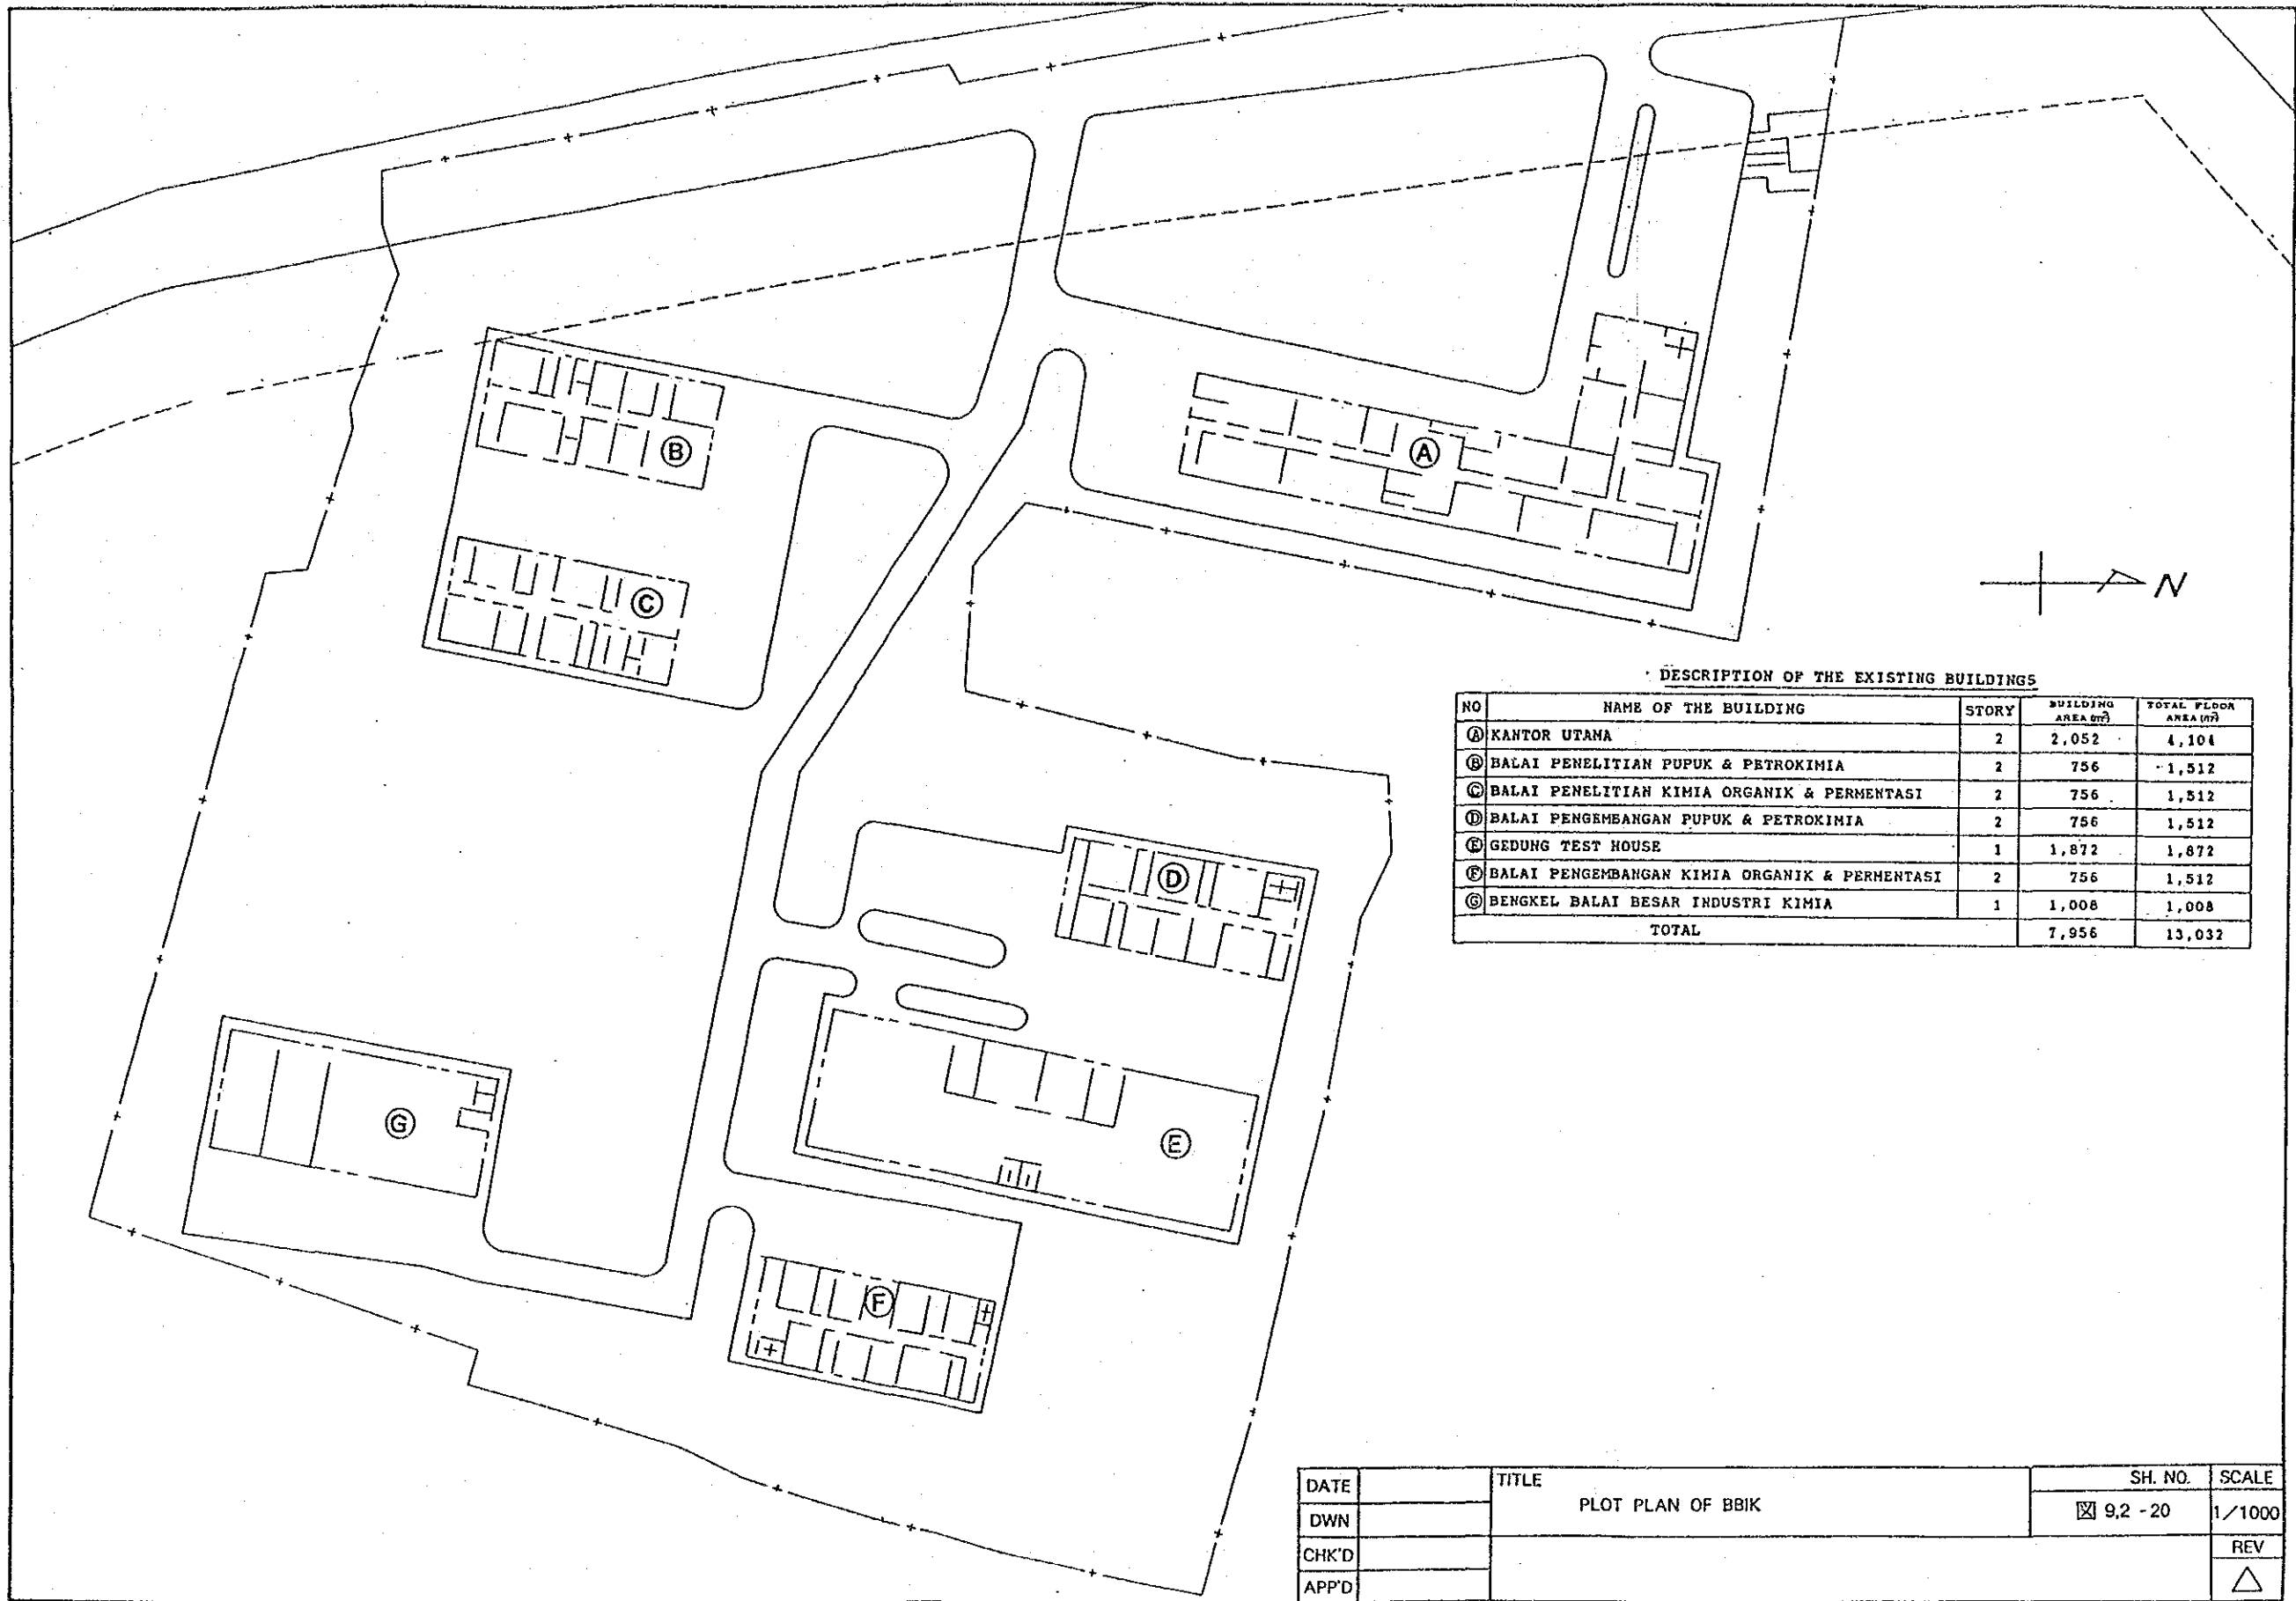 B
A
C
N
DESCRIPTION OF THE EXISTING BUILDINGS
NO NAME OF THE BUILDING STORY BUILDING AREA (m²) TOTAL FLOOR AREA (m²)
Ⓐ KANTOR UTAMA 2 2,052 4,104
Ⓑ BALAI PENELITIAN PUPUK & PETROKIMIA 2 756 1,512
Ⓒ BALAI PENELITIAN KIMIA ORGANIK & PERMENTASI 2 756 1,512
Ⓓ BALAI PENGEMBANGAN PUPUK & PETROKIMIA 2 756 1,512
Ⓔ GEDUNG TEST HOUSE 1 1,872 1,872
Ⓕ BALAI PENGEMBANGAN KIMIA ORGANIK & PERMENTASI 2 756 1,512
Ⓖ BENGKEL BALAI BESAR INDUSTRI KIMIA 1 1,008 1,008
TOTAL 7,956 13,032
D
G
E
F
DATE TITLE SH. NO. SCALE
PLOT PLAN OF BBIK 図 9,2 - 20 1/1000
DWN
CHK'D REV
APP'D